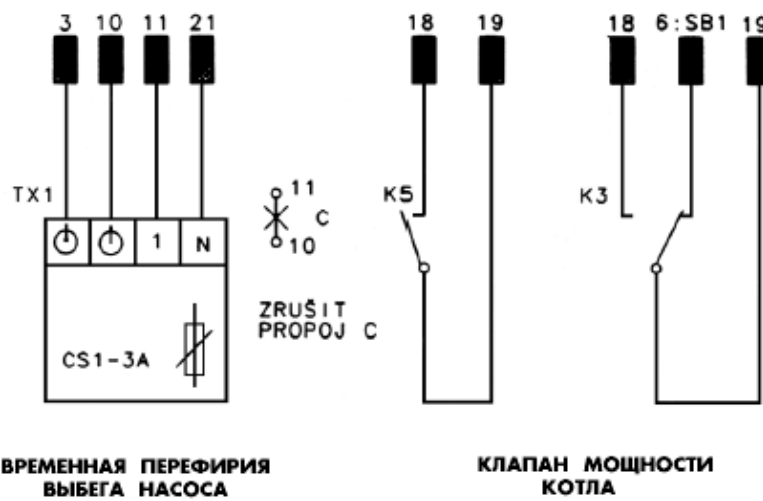 3 10 11 21
TX1
1 N
CS1-3A
11
C
10
ZRUŠIT
PROPOJ C
18 19
K5
18 6:SB1 19
K3
ВРЕМЕННАЯ ПЕРЕФИРИЯ
ВЫБЕГА НАСОСА
КЛАПАН МОЩНОСТИ
КОТЛА